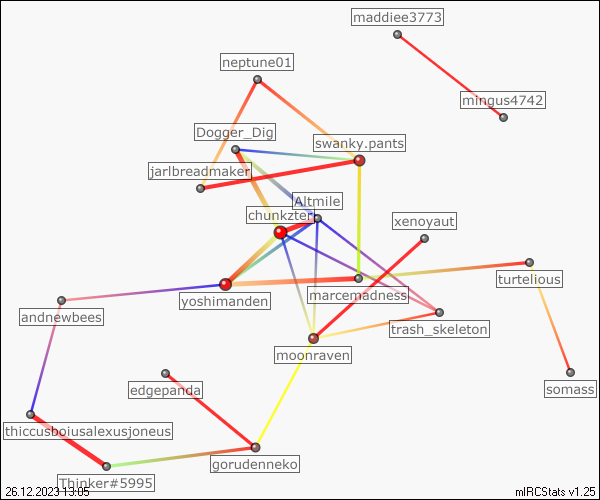 maddiee3773
neptune01
mingus4742
Dogger_Dig
swanky.pants
jarlbreadmaker
Altmile
chunkzter
xenoyaut
turtelious
yoshimanden
marcemadness
andnewbees
trash_skeleton
moonraven
edgepanda
somass
thiccusboiusalexusjoneus
gorudenneko
Thinker#5995
26.12.2023 13:05
mIRCStats v1.25